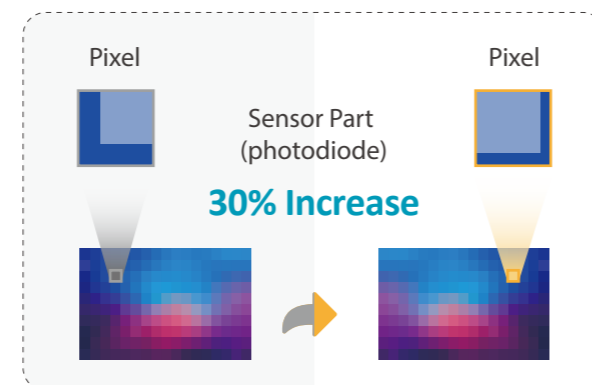 Pixel
Pixel
Sensor Part
(photodiode)
30% Increase